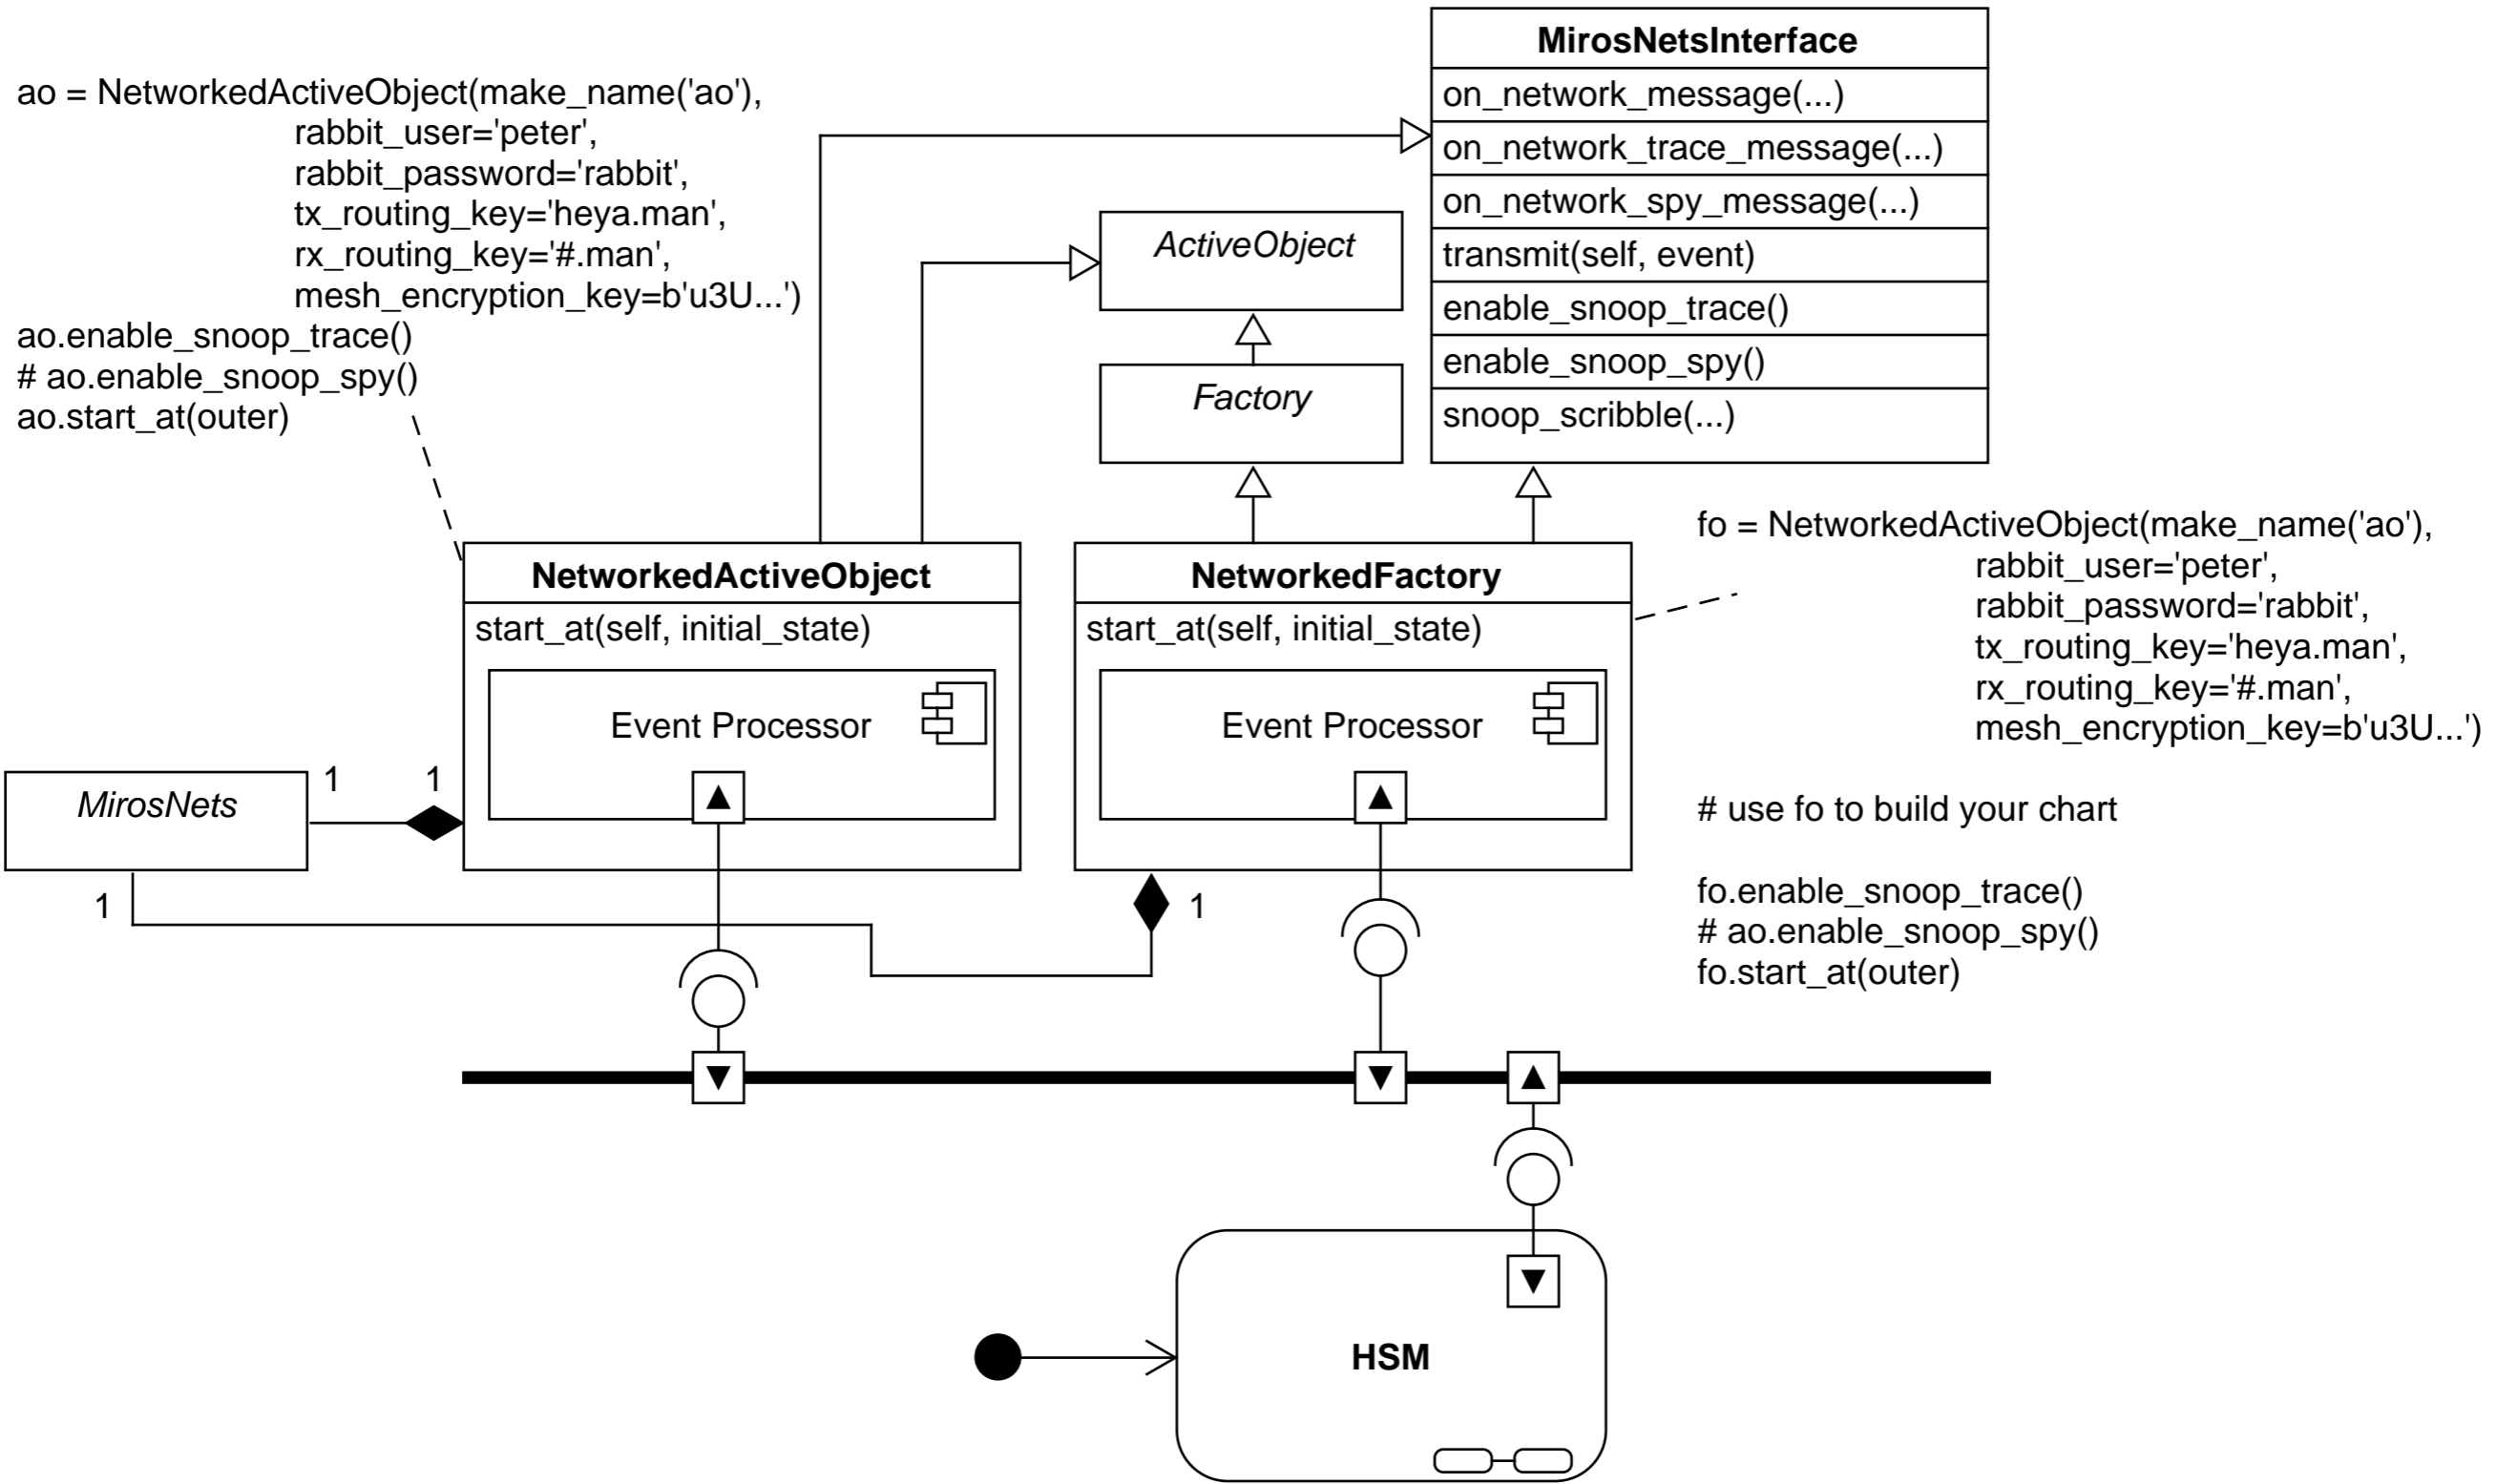 MirosNetsInterface
on_network_message(...)
on_network_trace_message(...)
on_network_spy_message(...)
transmit(self, event)
enable_snoop_trace()
enable_snoop_spy()
snoop_scribble(...)
ao = NetworkedActiveObject(make_name('ao'),
rabbit_user='peter',
rabbit_password='rabbit',
tx_routing_key='heya.man',
rx_routing_key='#.man',
mesh_encryption_key=b'u3U...')
ao.enable_snoop_trace()
# ao.enable_snoop_spy()
ao.start_at(outer)
ActiveObject
Factory
NetworkedActiveObject
start_at(self, initial_state)
Event Processor
NetworkedFactory
start_at(self, initial_state)
Event Processor
fo = NetworkedActiveObject(make_name('ao'),
rabbit_user='peter',
rabbit_password='rabbit',
tx_routing_key='heya.man',
rx_routing_key='#.man',
mesh_encryption_key=b'u3U...')
# use fo to build your chart
fo.enable_snoop_trace()
# ao.enable_snoop_spy()
fo.start_at(outer)
MirosNets
1
1
1
1
HSM